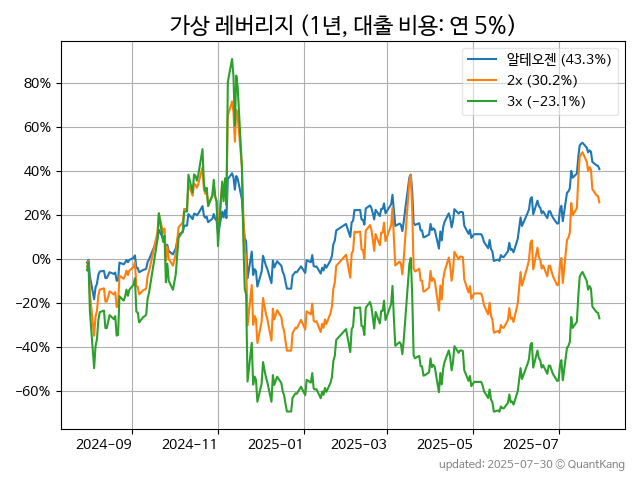 가상 레버리지 (1년, 대출 비용: 연 5%)
알테오젠 (43.3%)
2x (30.2%)
3x (−23.1%)
80%
60%
40%
20%
0%
−20%
−40%
−60%
2024-09 2024-11 2025-01 2025-03 2025-05 2025-07
updated: 2025-07-30 © QuantKang